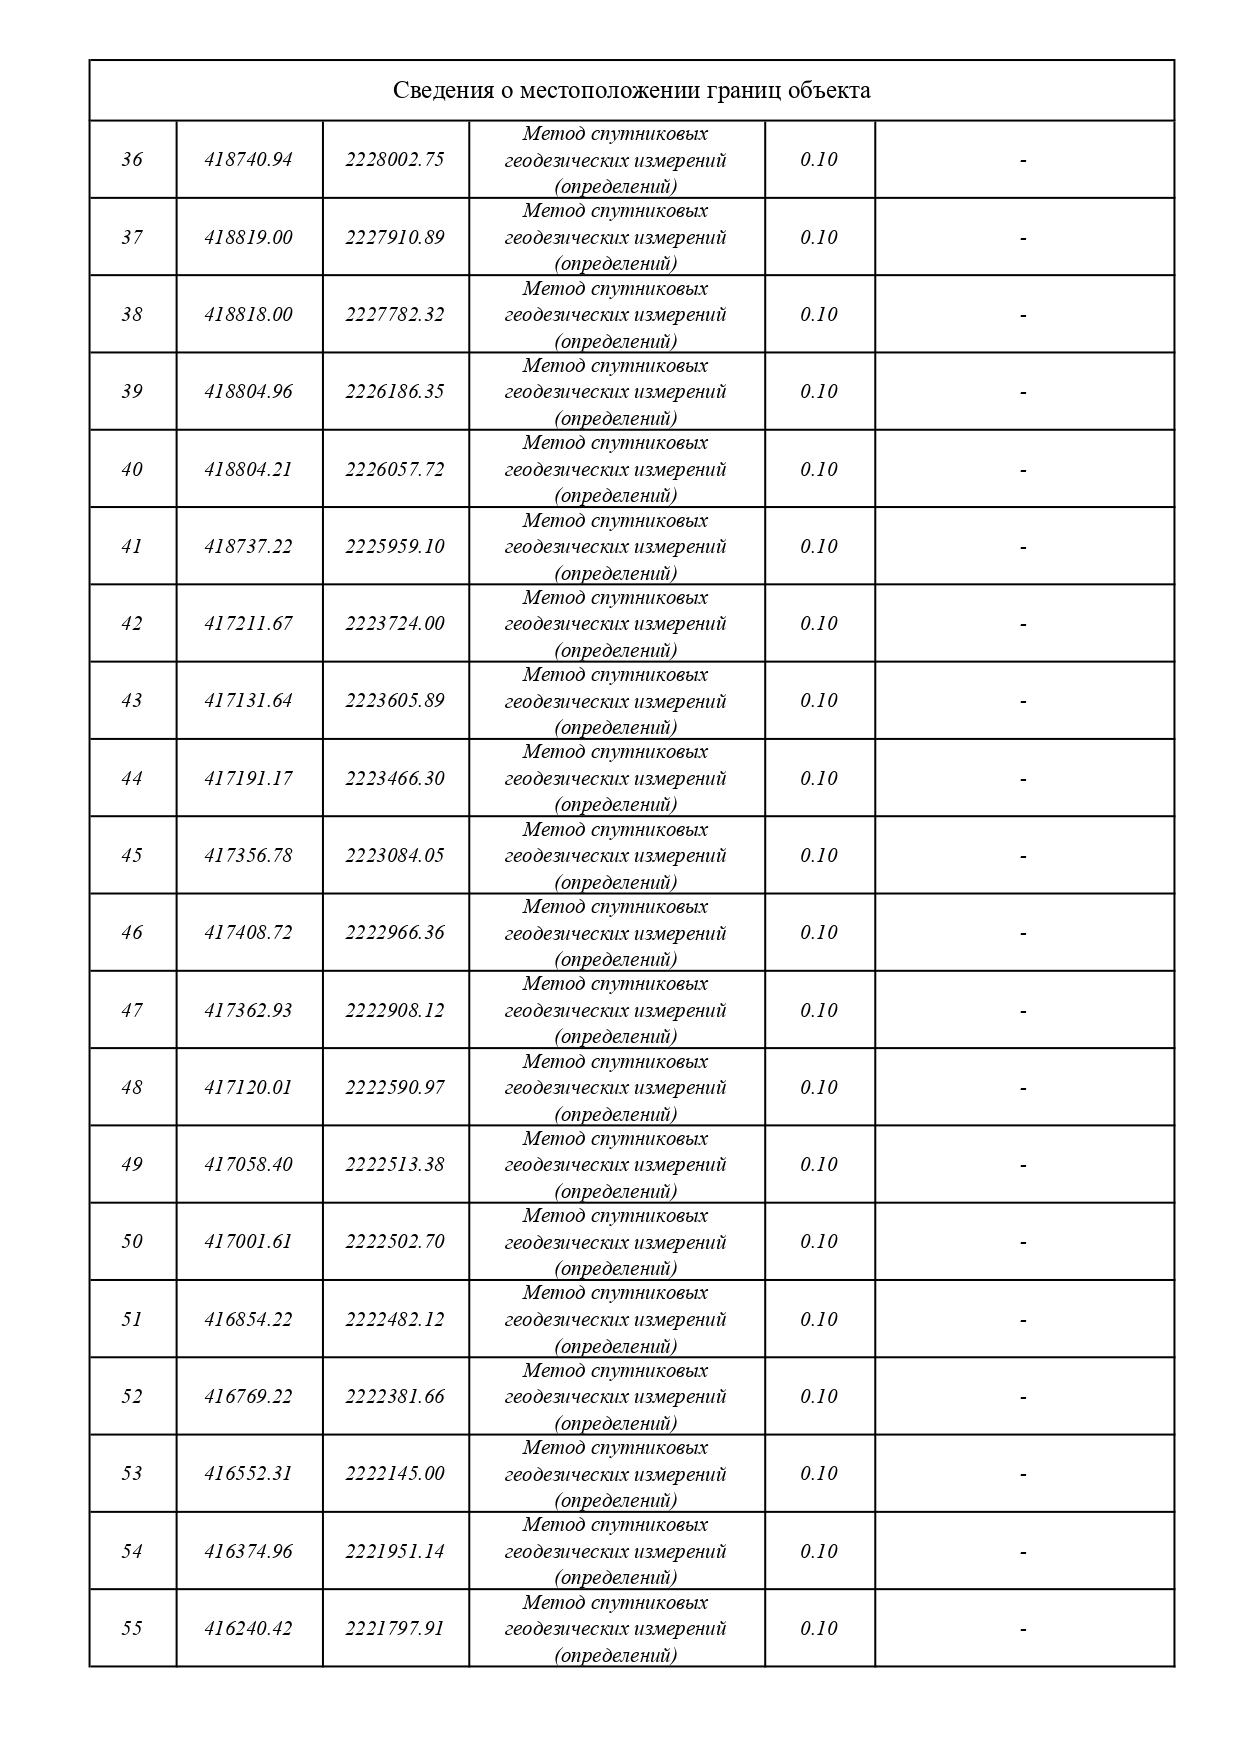 Сведения о местоположении границ объекта
36 418740.94 2228002.75 Метод спутниковых геодезических измерений (определений) 0.10 -
37 418819.00 2227910.89 Метод спутниковых геодезических измерений (определений) 0.10 -
38 418818.00 2227782.32 Метод спутниковых геодезических измерений (определений) 0.10 -
39 418804.96 2226186.35 Метод спутниковых геодезических измерений (определений) 0.10 -
40 418804.21 2226057.72 Метод спутниковых геодезических измерений (определений) 0.10 -
41 418737.22 2225959.10 Метод спутниковых геодезических измерений (определений) 0.10 -
42 417211.67 2223724.00 Метод спутниковых геодезических измерений (определений) 0.10 -
43 417131.64 2223605.89 Метод спутниковых геодезических измерений (определений) 0.10 -
44 417191.17 2223466.30 Метод спутниковых геодезических измерений (определений) 0.10 -
45 417356.78 2223084.05 Метод спутниковых геодезических измерений (определений) 0.10 -
46 417408.72 2222966.36 Метод спутниковых геодезических измерений (определений) 0.10 -
47 417362.93 2222908.12 Метод спутниковых геодезических измерений (определений) 0.10 -
48 417120.01 2222590.97 Метод спутниковых геодезических измерений (определений) 0.10 -
49 417058.40 2222513.38 Метод спутниковых геодезических измерений (определений) 0.10 -
50 417001.61 2222502.70 Метод спутниковых геодезических измерений (определений) 0.10 -
51 416854.22 2222482.12 Метод спутниковых геодезических измерений (определений) 0.10 -
52 416769.22 2222381.66 Метод спутниковых геодезических измерений (определений) 0.10 -
53 416552.31 2222145.00 Метод спутниковых геодезических измерений (определений) 0.10 -
54 416374.96 2221951.14 Метод спутниковых геодезических измерений (определений) 0.10 -
55 416240.42 2221797.91 Метод спутниковых геодезических измерений (определений) 0.10 -